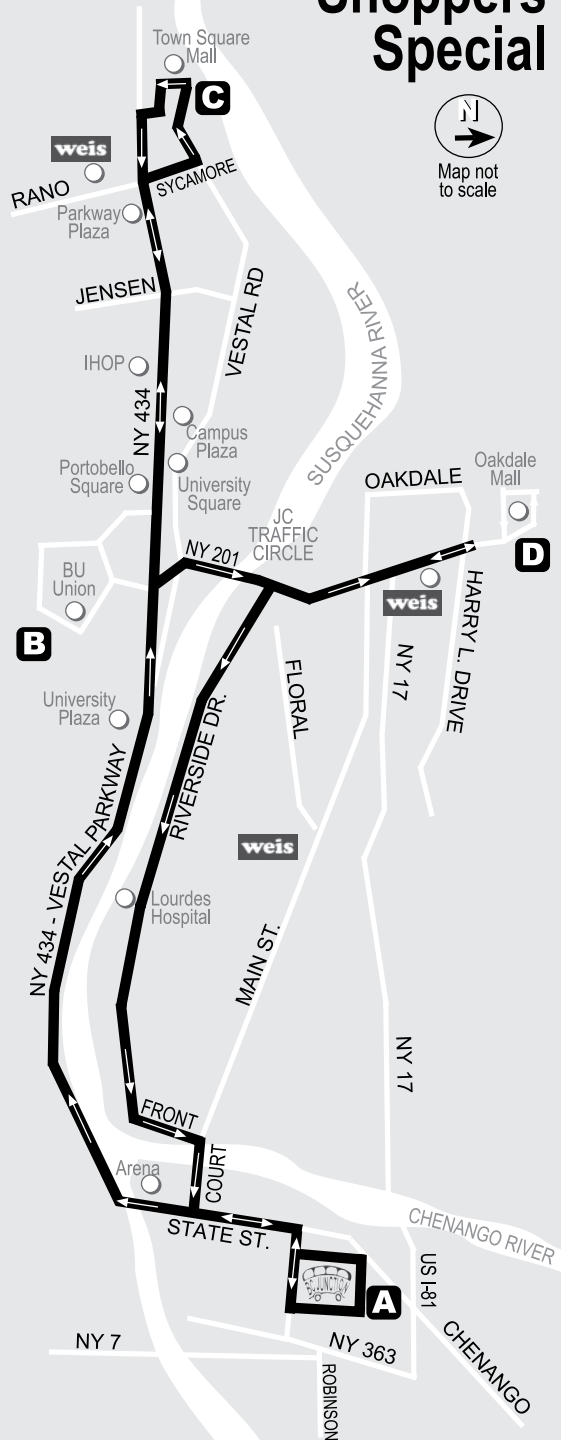 Shoppers
Special
Town Square
Mall
C
N
Map not
to scale
weis
RANO
SYCAMORE
Parkway
Plaza
JENSEN
VESTAL RD
SUSQUEHANNA RIVER
IHOP
NY 434
Campus
Plaza
Portobello
Square
University
Square
OAKDALE
Oakdale
Mall
JC
TRAFFIC
CIRCLE
NY 201
D
BU
Union
weis
B
HARRY L. DRIVE
NY 17
FLORAL
University
Plaza
RIVERSIDE DR.
NY 434 - VESTAL PARKWAY
weis
Lourdes
Hospital
MAIN ST.
NY 17
FRONT
COURT
Arena
STATE ST.
CHENANGO RIVER
BC JUNCTION
A
US I-81
CHENANGO
NY 7
NY 363
ROBINSON